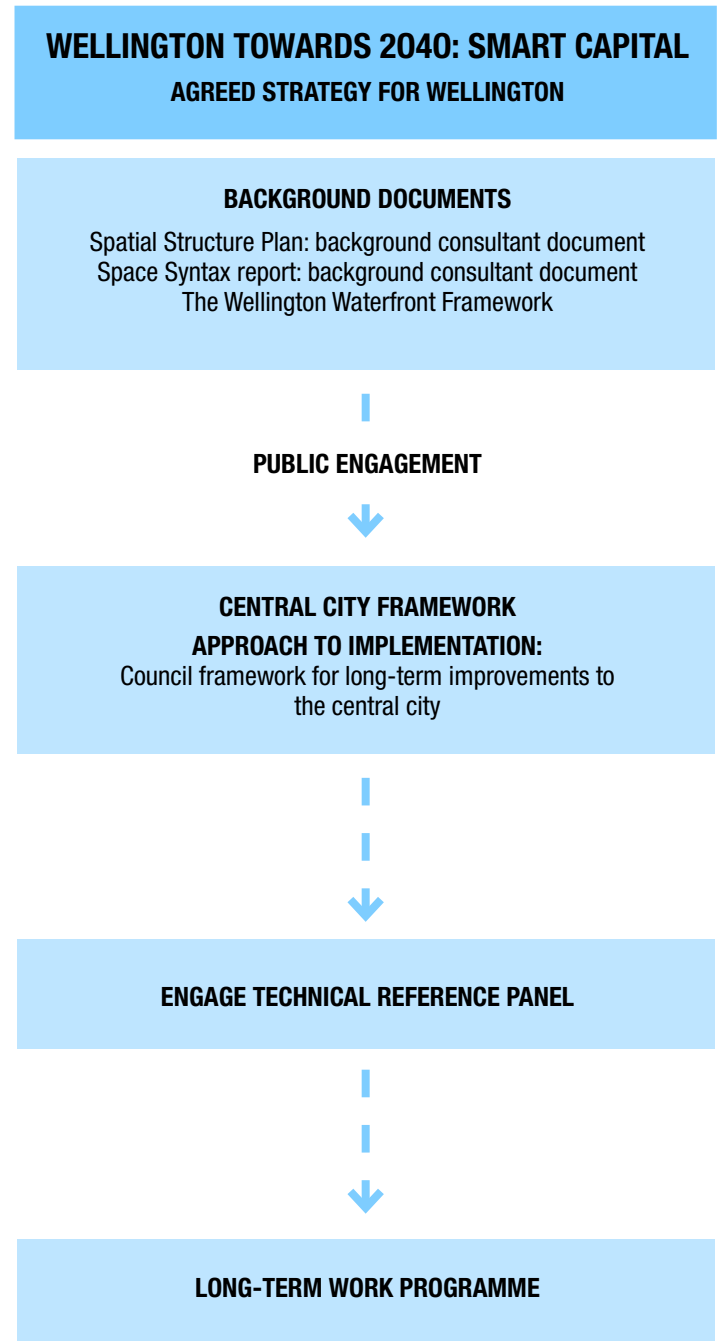 WELLINGTON TOWARDS 2040: SMART CAPITAL
AGREED STRATEGY FOR WELLINGTON
BACKGROUND DOCUMENTS
Spatial Structure Plan: background consultant document
Space Syntax report: background consultant document
The Wellington Waterfront Framework
PUBLIC ENGAGEMENT
CENTRAL CITY FRAMEWORK
APPROACH TO IMPLEMENTATION:
Council framework for long-term improvements to
the central city
ENGAGE TECHNICAL REFERENCE PANEL
LONG-TERM WORK PROGRAMME